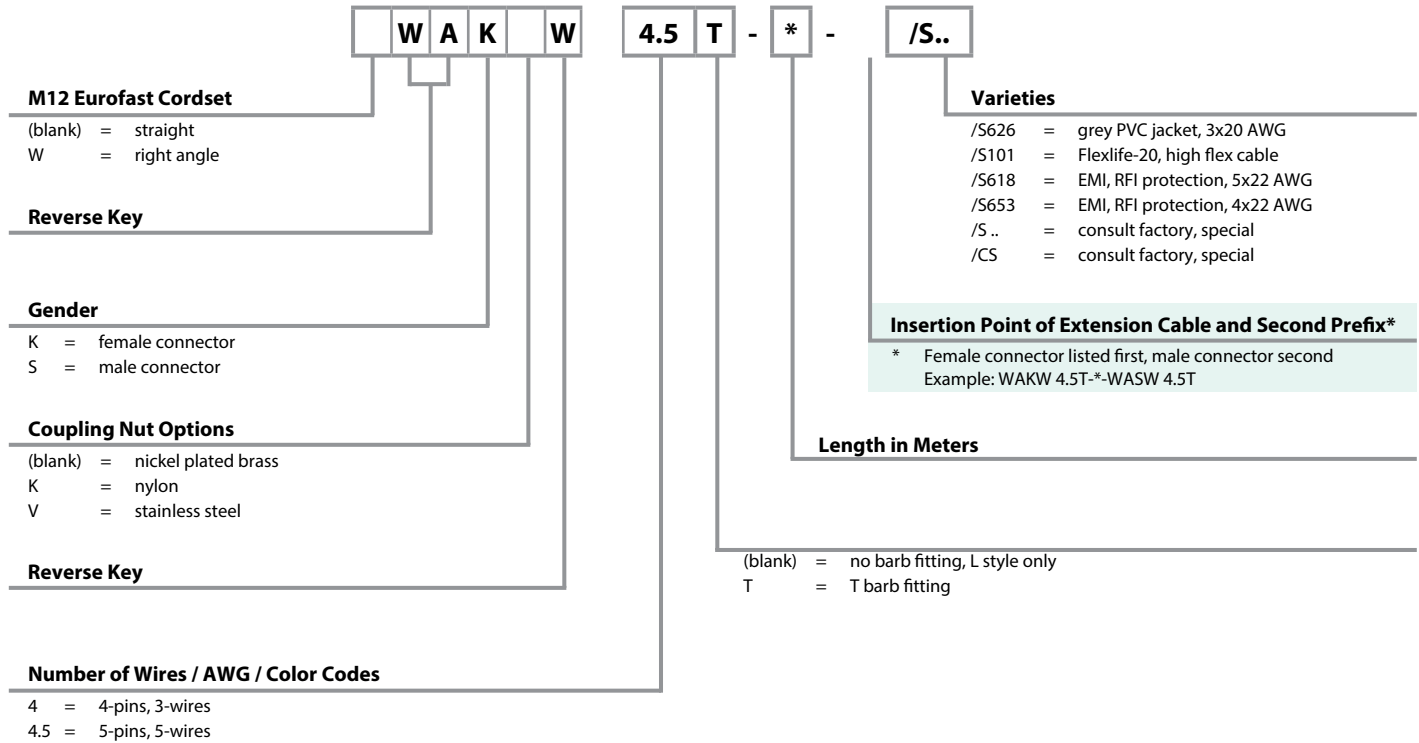 W A K W 4.5 T - * - /S..
M12 Eurofast Cordset
(blank) = straight
W = right angle
Reverse Key
Gender
K = female connector
S = male connector
Coupling Nut Options
(blank) = nickel plated brass
K = nylon
V = stainless steel
Reverse Key
Number of Wires / AWG / Color Codes
4 = 4-pins, 3-wires
4.5 = 5-pins, 5-wires
Varieties
/S626 = grey PVC jacket, 3x20 AWG
/S101 = Flexlife-20, high flex cable
/S618 = EMI, RFI protection, 5x22 AWG
/S653 = EMI, RFI protection, 4x22 AWG
/S .. = consult factory, special
/CS = consult factory, special
Insertion Point of Extension Cable and Second Prefix*
* Female connector listed first, male connector second
Example: WAKW 4.5T-*-WASW 4.5T
Length in Meters
(blank) = no barb fitting, L style only
T = T barb fitting